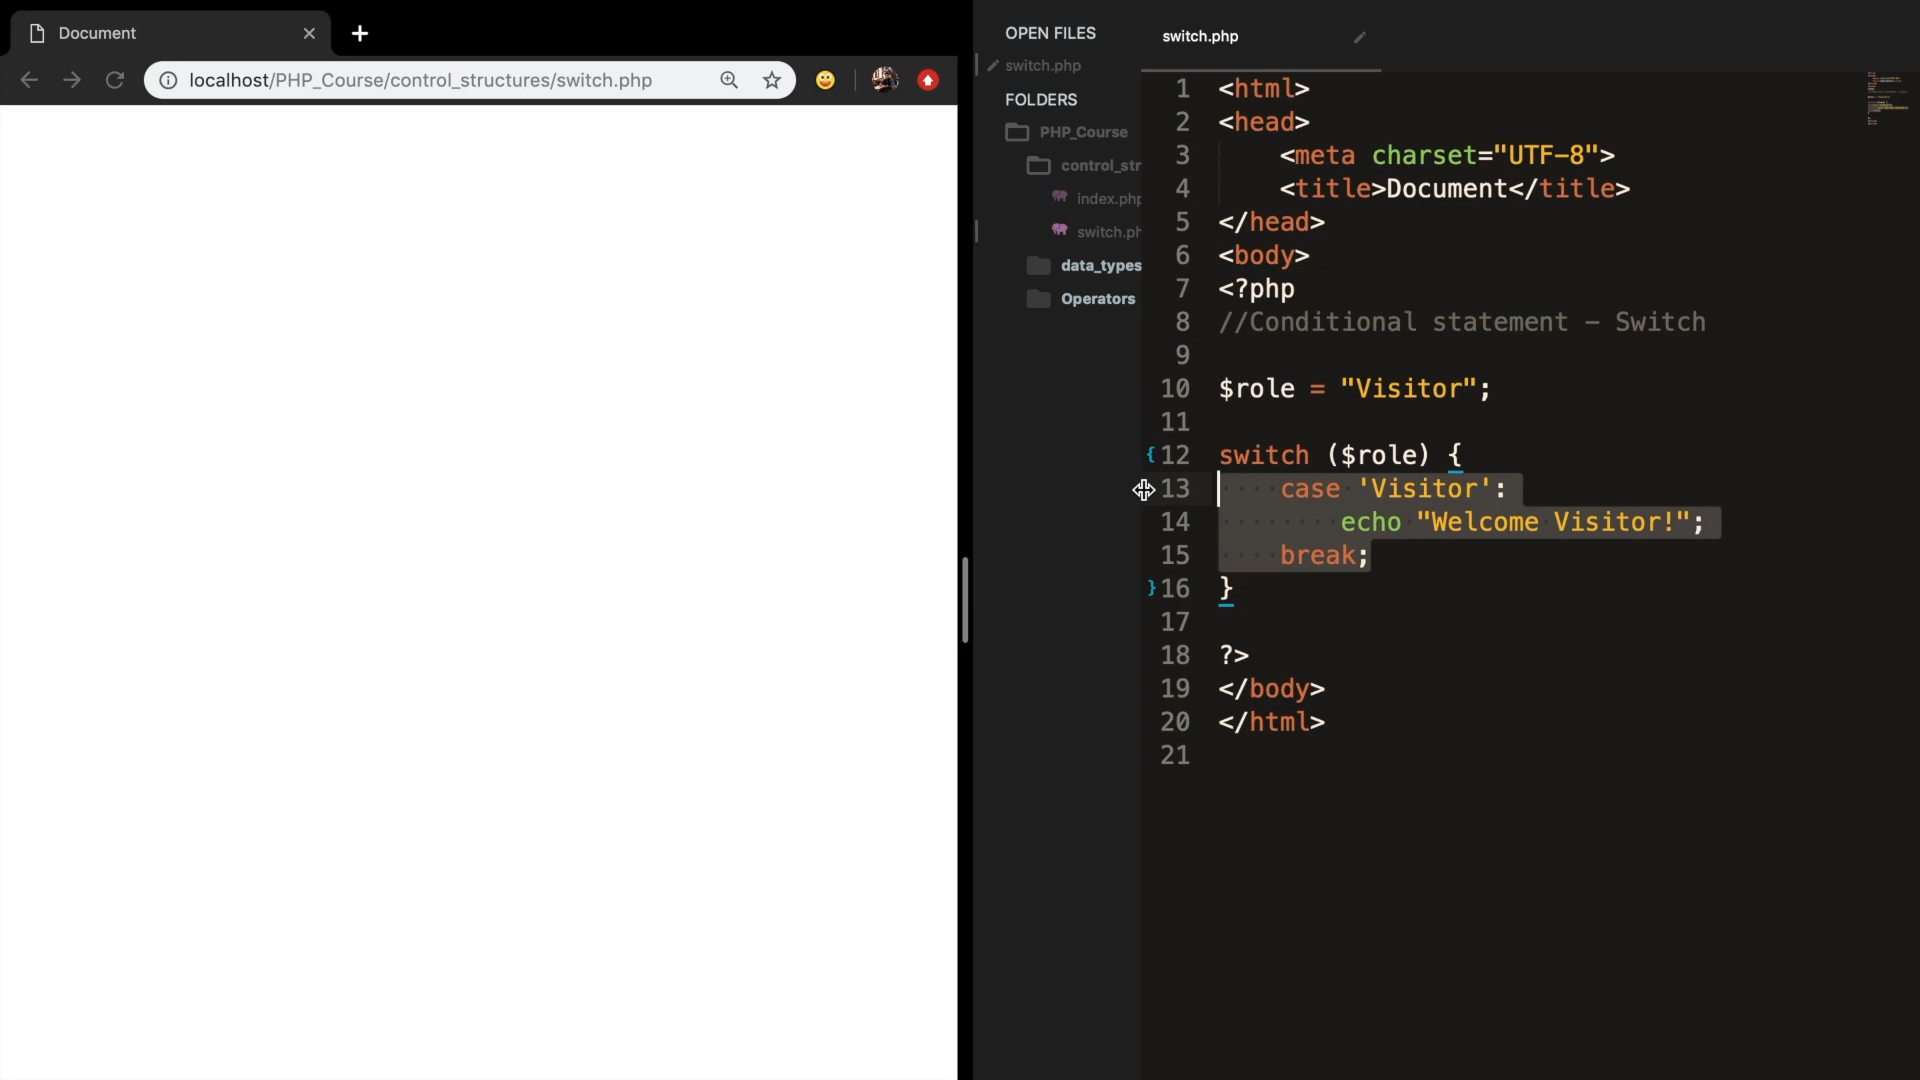 Document
localhost/PHP_Course/control_structures/switch.php
OPEN FILES
switch.php
FOLDERS
PHP_Course
control_str
index.php
switch.ph
data_types
Operators
switch.php
1 <html>
2 <head>
3 <meta charset="UTF-8">
4 <title>Document</title>
5 </head>
6 <body>
7 <?php
8 //Conditional statement - Switch
9
10 $role = "Visitor";
11
{ 12 switch ($role) {
13 case 'Visitor':
14 echo "Welcome Visitor!";
15 break;
} 16 }
17
18 ?>
19 </body>
20 </html>
21